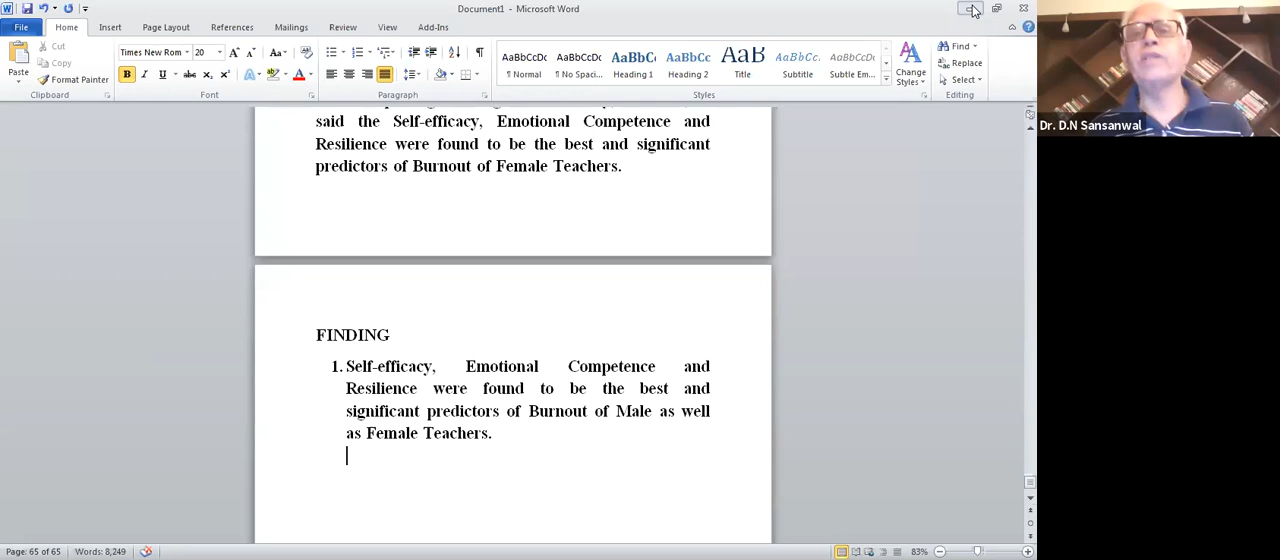 Document1 - Microsoft Word
File Home Insert Page Layout References Mailings Review View Add-Ins
Cut
Copy
Format Painter
Paste
Clipboard
Times New Rom 20
Font
Paragraph
AaBbCcDc AaBbCcDc AaBbCc AaBbCc AaB AaBbCc. AaBbCcDc
¶ Normal ¶ No Spaci... Heading 1 Heading 2 Title Subtitle Subtle Em...
Styles
Change
Styles
Find
Replace
Select
Editing
Dr. D.N Sansanwal
said the Self-efficacy, Emotional Competence and
Resilience were found to be the best and significant
predictors of Burnout of Female Teachers.
FINDING
1. Self-efficacy, Emotional Competence and
Resilience were found to be the best and
significant predictors of Burnout of Male as well
as Female Teachers.
Page: 65 of 65 Words: 8,249 83%